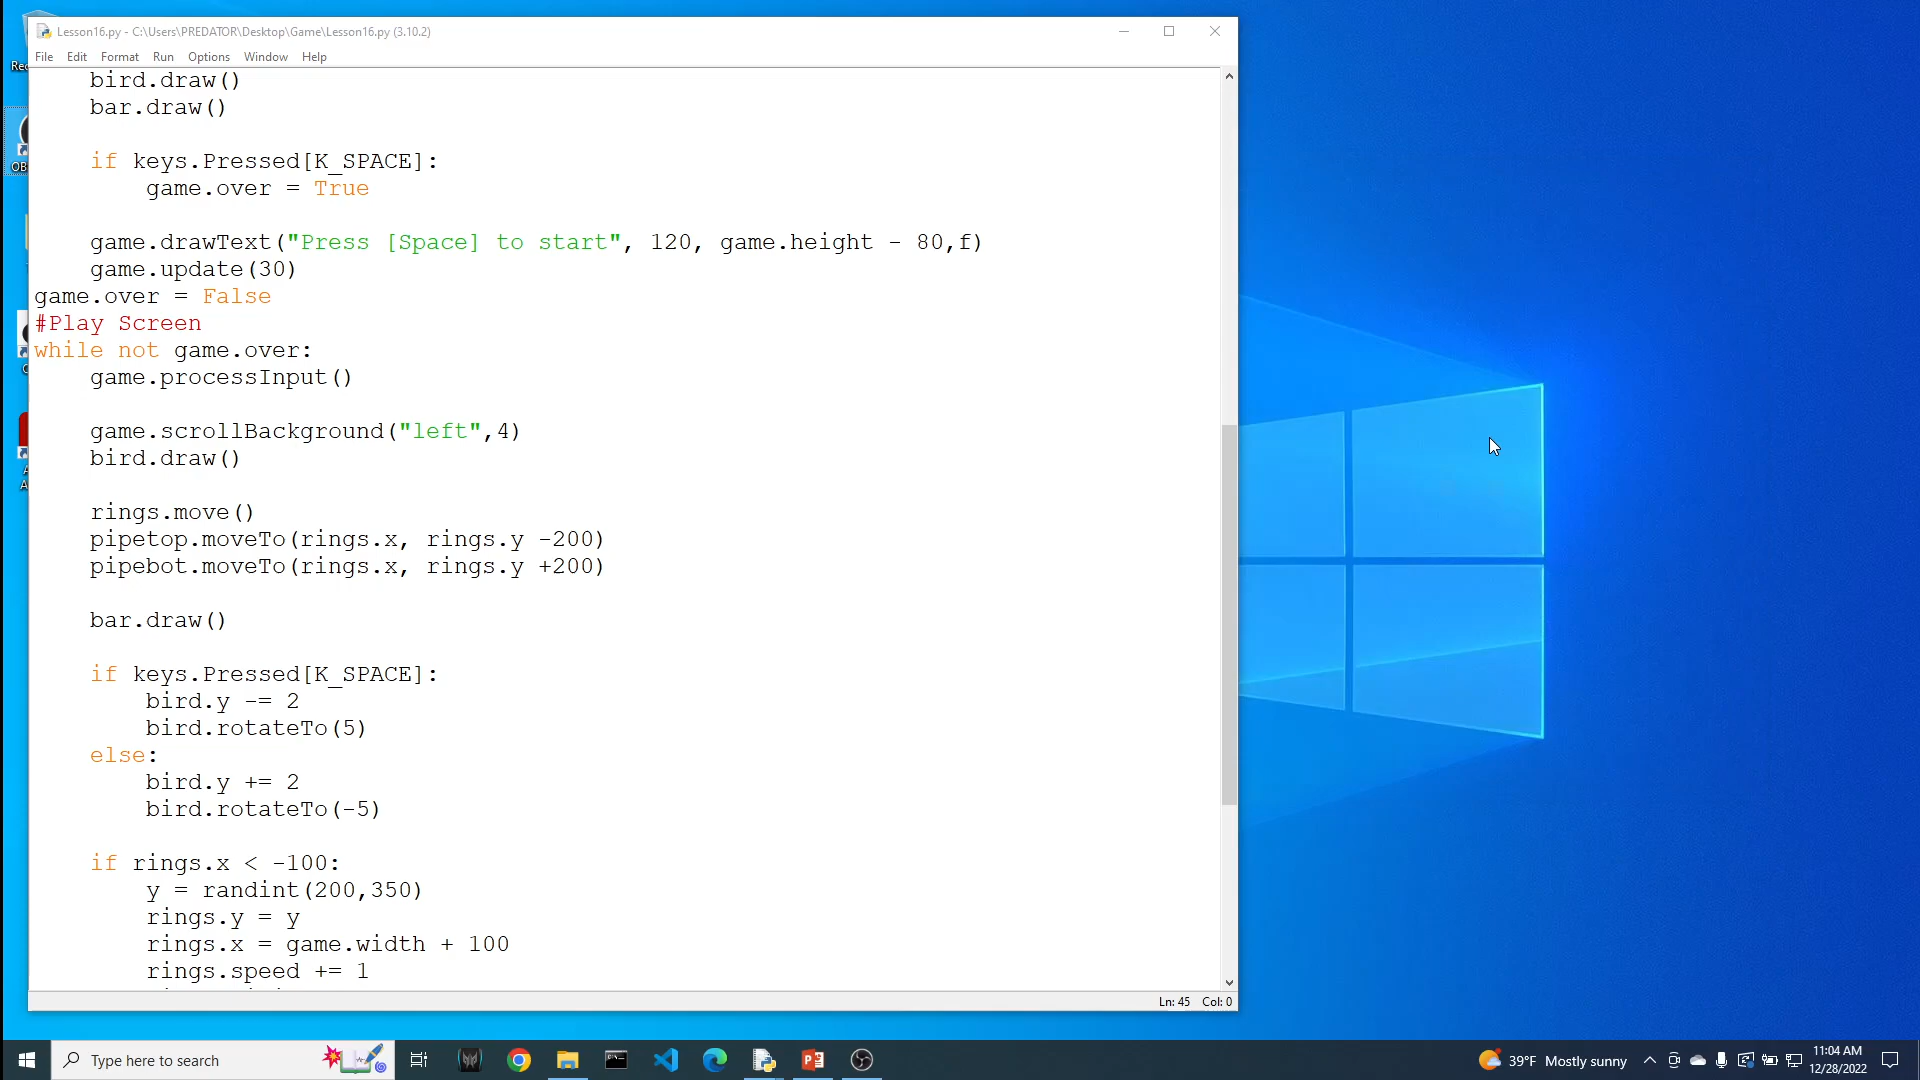 Lesson16.py - C:\Users\PREDATOR\Desktop\Game\Lesson16.py (3.10.2)
File Edit Format Run Options Window Help
    bird.draw()
    bar.draw()
    if keys.Pressed[K_SPACE]:
        game.over = True
    game.drawText("Press [Space] to start", 120, game.height - 80,f)
    game.update(30)
game.over = False
#Play Screen
while not game.over:
    game.processInput()
    game.scrollBackground("left",4)
    bird.draw()
    rings.move()
    pipetop.moveTo(rings.x, rings.y -200)
    pipebot.moveTo(rings.x, rings.y +200)
    bar.draw()
    if keys.Pressed[K_SPACE]:
        bird.y -= 2
        bird.rotateTo(5)
    else:
        bird.y += 2
        bird.rotateTo(-5)
    if rings.x < -100:
        y = randint(200,350)
        rings.y = y
        rings.x = game.width + 100
        rings.speed += 1
Ln: 45 Col: 0
Type here to search
39°F Mostly sunny
11:04 AM
12/28/2022